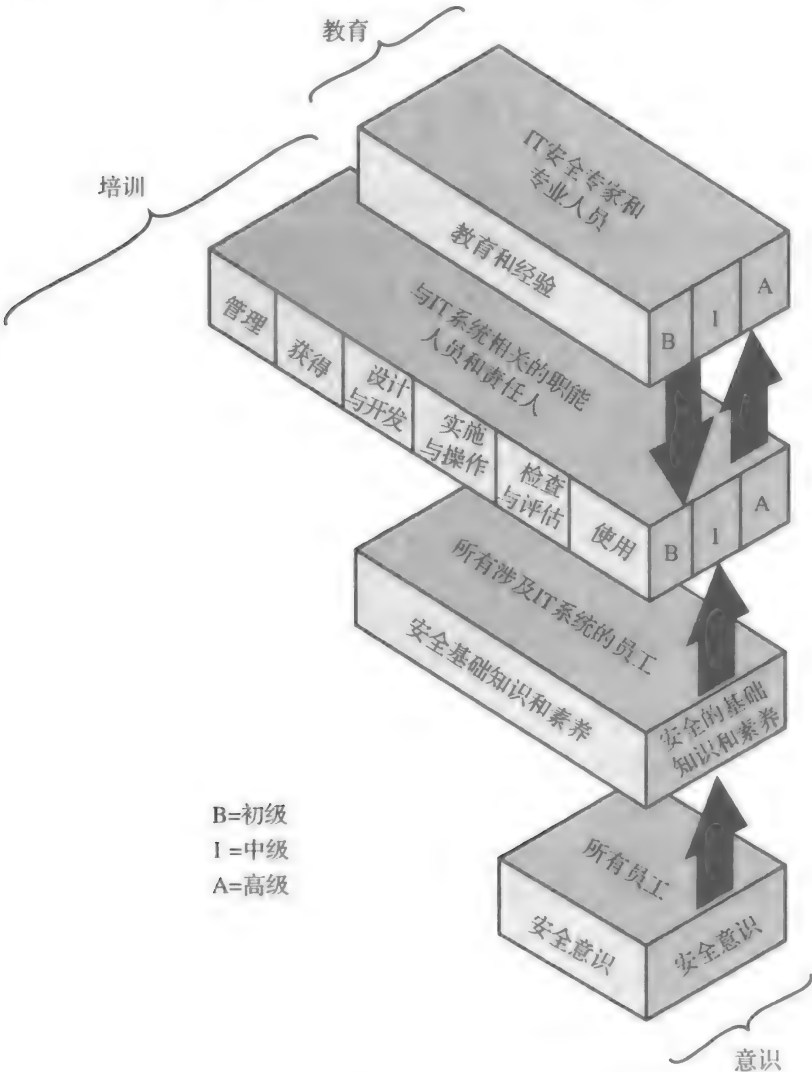 教育
IT安全专家和
专业人员
教育和经验
B
I
A
培训
与IT系统相关的职能
人员和责任人
管理
获得
设计
与开发
实施
与操作
检查
与评估
使用
B
I
A
所有涉及IT系统的员工
安全基础知识和素养
安全的基础
知识和素养
B=初级
I =中级
A=高级
所有员工
安全意识
安全意识
意识